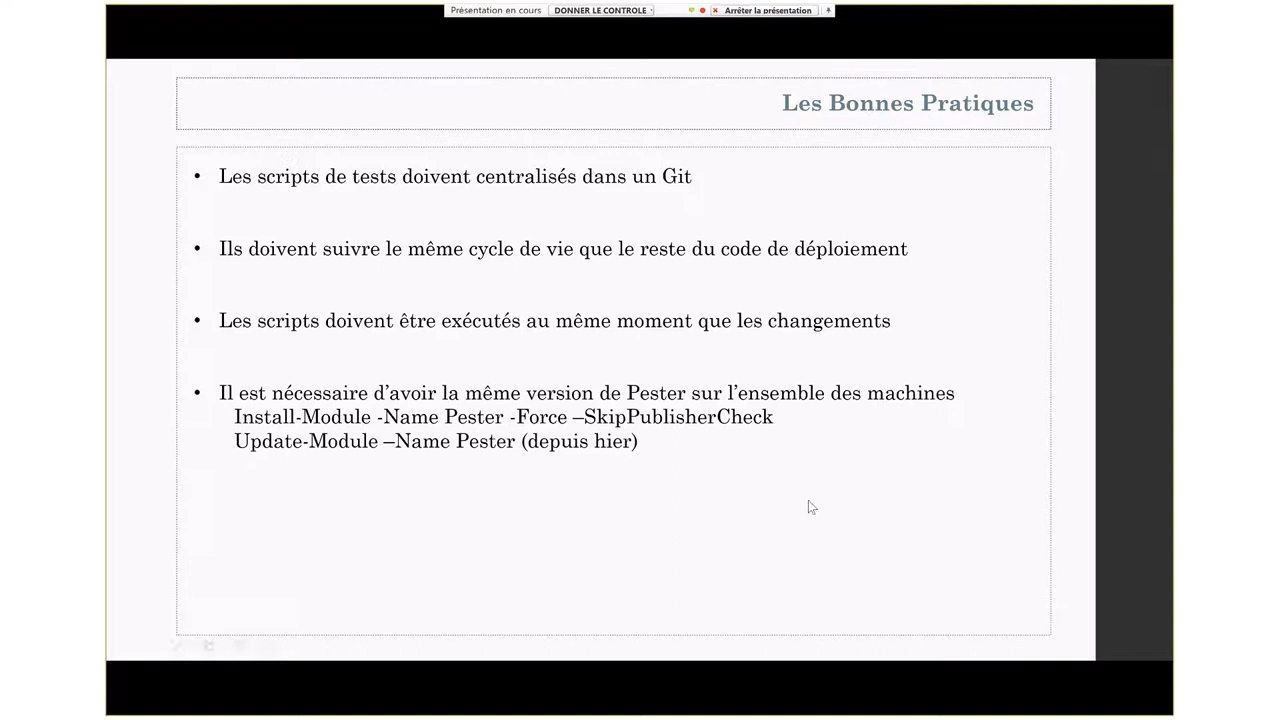 Présentation en cours DONNER LE CONTROLE Arrêter la présentation
Les Bonnes Pratiques
• Les scripts de tests doivent centralisés dans un Git
• Ils doivent suivre le même cycle de vie que le reste du code de déploiement
• Les scripts doivent être exécutés au même moment que les changements
• Il est nécessaire d’avoir la même version de Pester sur l’ensemble des machines
Install-Module -Name Pester -Force –SkipPublisherCheck
Update-Module –Name Pester (depuis hier)